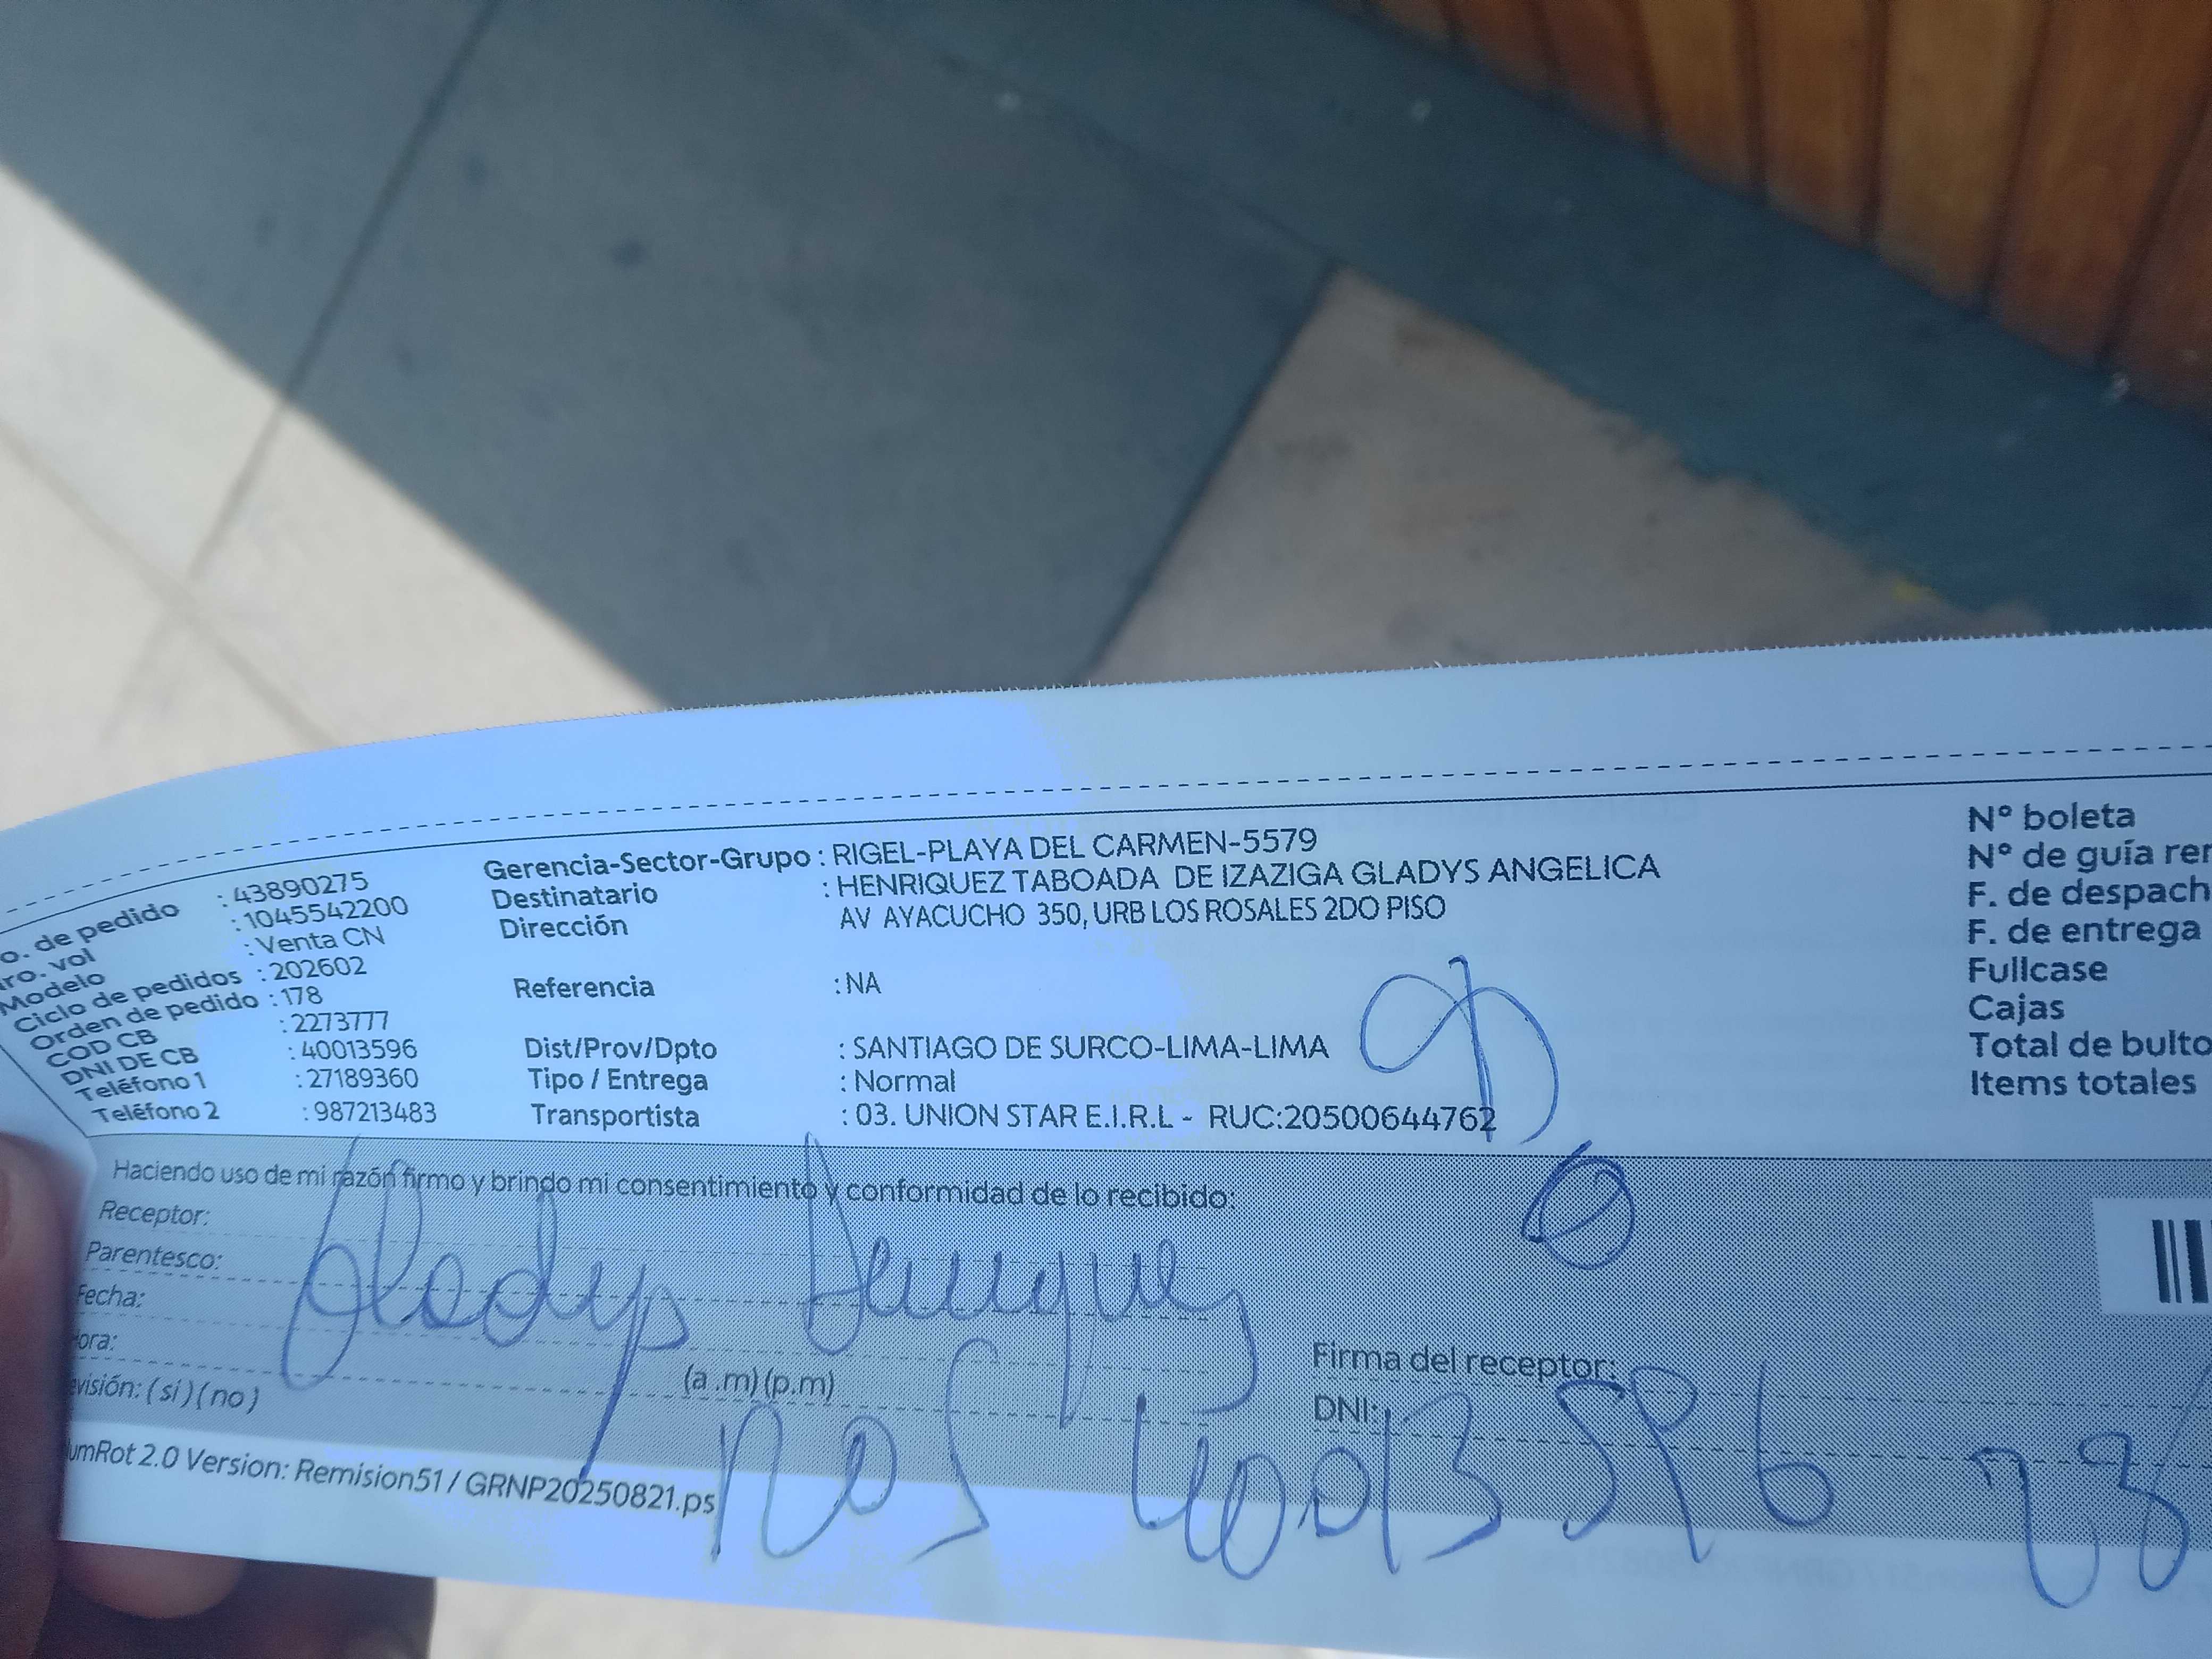 o. de pedido : 43890275
ro. vol : 1045542200
Modelo : Venta CN
Ciclo de pedidos : 202602
Orden de pedido : 178
COD CB : 2273777
DNI DE CB : 40013596
Teléfono 1 : 27189360
Teléfono 2 : 987213483
Gerencia-Sector-Grupo : RIGEL-PLAYA DEL CARMEN-5579
Destinatario : HENRIQUEZ TABOADA DE IZAZIGA GLADYS ANGELICA
Dirección AV AYACUCHO 350, URB LOS ROSALES 2DO PISO
Referencia : NA
Dist/Prov/Dpto : SANTIAGO DE SURCO-LIMA-LIMA
Tipo / Entrega : Normal
Transportista : 03. UNION STAR E.I.R.L - RUC:20500644762
Nº boleta
Nº de guía rer
F. de despach
F. de entrega
Fullcase
Cajas
Total de bulto
Items totales
Haciendo uso de mi razón firmo y brindo mi consentimiento y conformidad de lo recibido:
Receptor:
Parentesco:
Fecha:
Hora:
evisión: (si) (no)
(a .m) (p.m)
Gladys
Firma del receptor:
DNI: 40013596
umRot 2.0 Version: Remision51 / GRNP20250821.ps